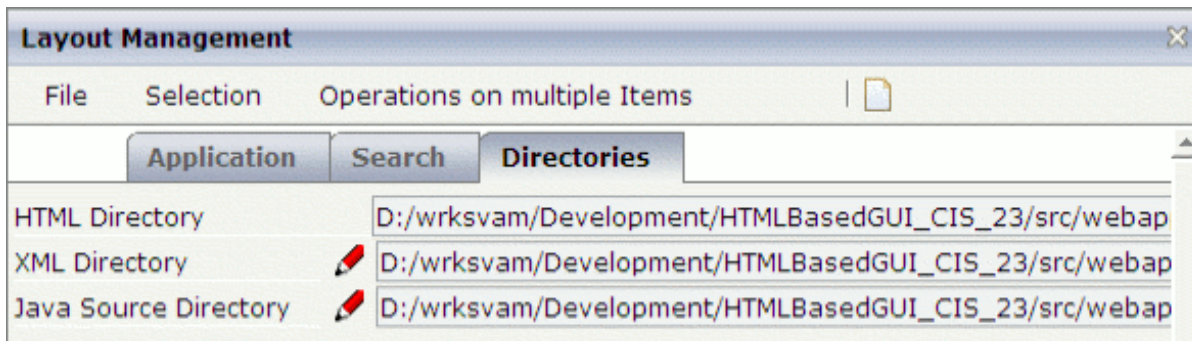 Layout Management
File Selection Operations on multiple Items
Application Search Directories
HTML Directory D:/wrksvam/Development/HTMLBasedGUI_CIS_23/src/webap
XML Directory D:/wrksvam/Development/HTMLBasedGUI_CIS_23/src/webap
Java Source Directory D:/wrksvam/Development/HTMLBasedGUI_CIS_23/src/webap